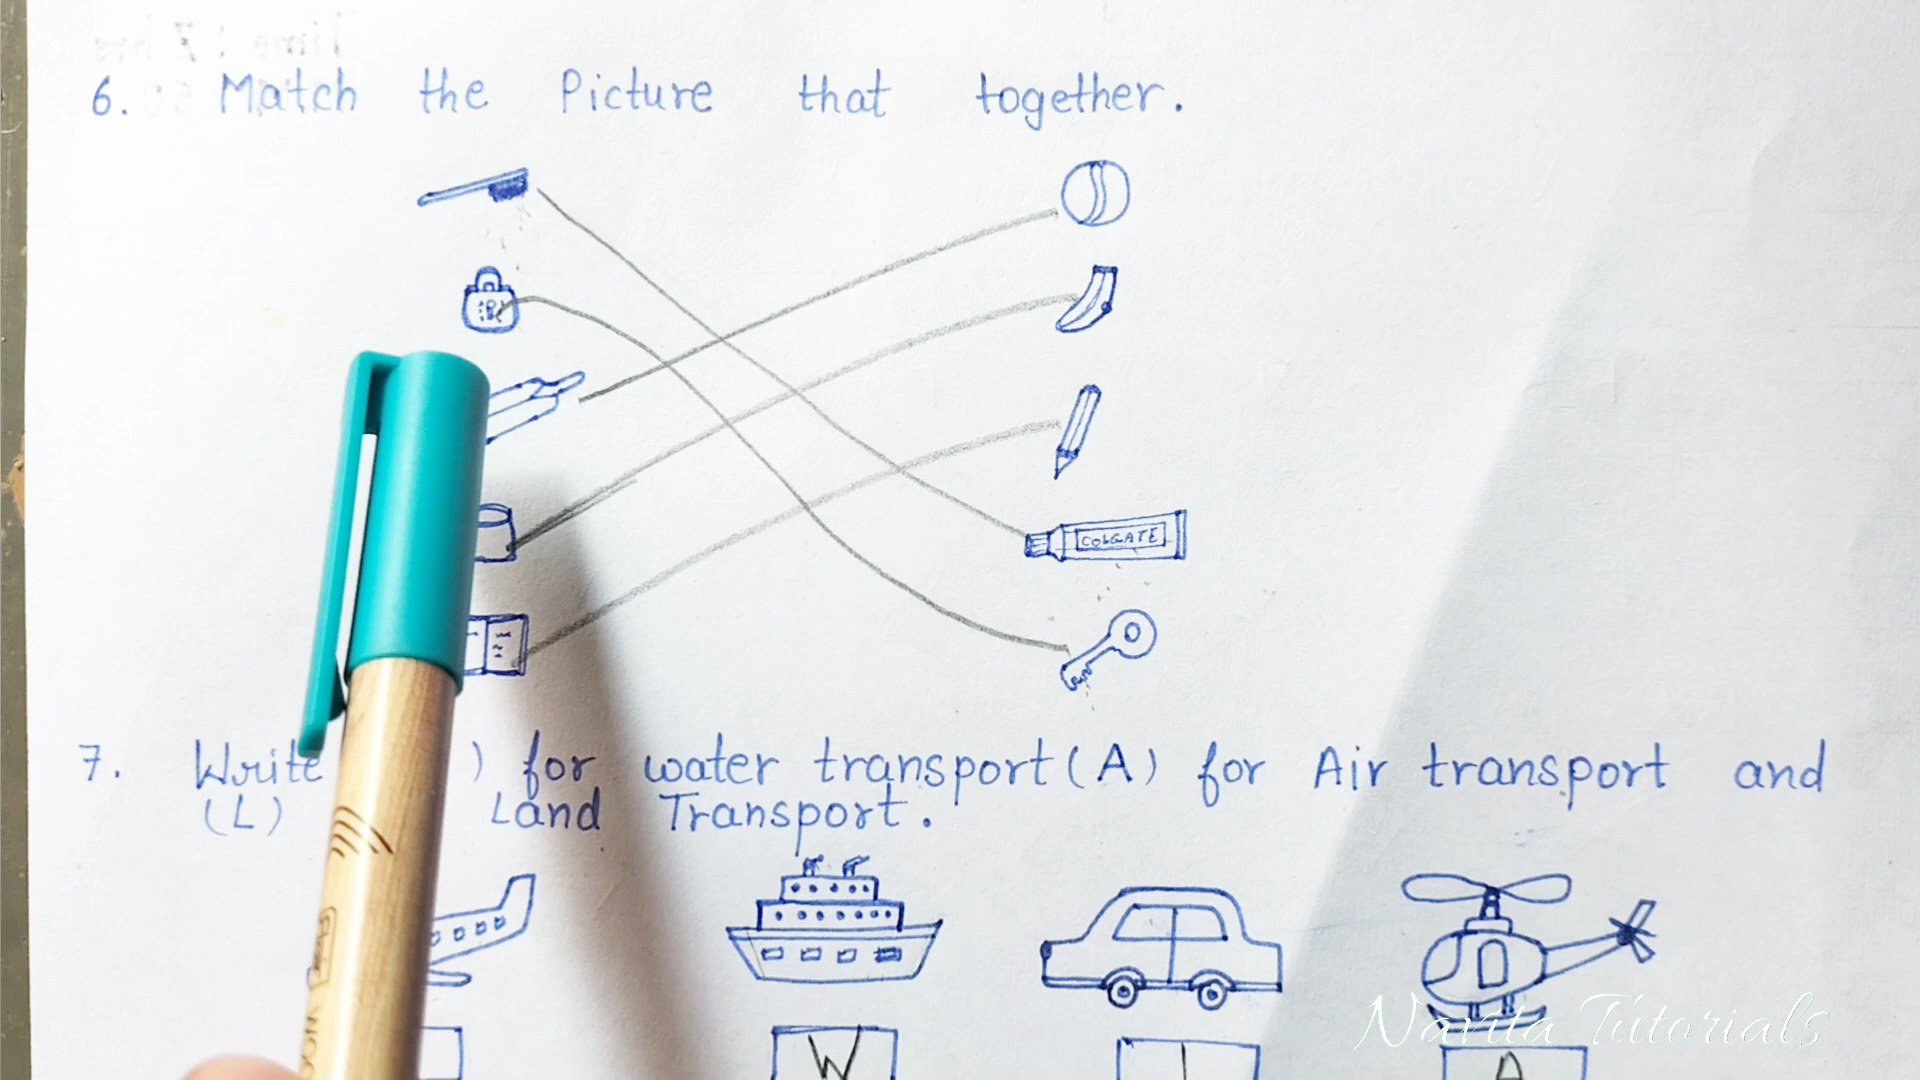 6. Match the Picture that together.
COLGATE
7. Write ) for water transport (A) for Air transport and
(L) Land Transport.
W
L
A
Navita Tutorials